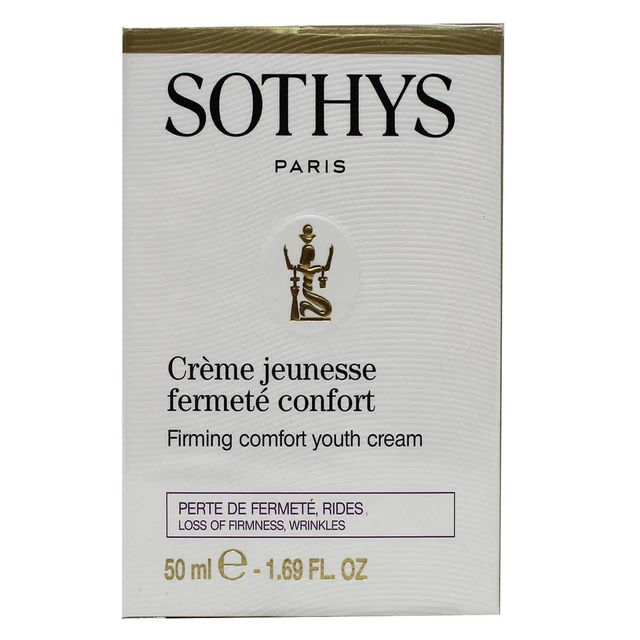 SOTHYS
PARIS
Crème jeunesse
fermeté confort
Firming comfort youth cream
PERTE DE FERMETÉ, RIDES,
LOSS OF FIRMNESS, WRINKLES
50 ml ℮ - 1.69 FL. OZ